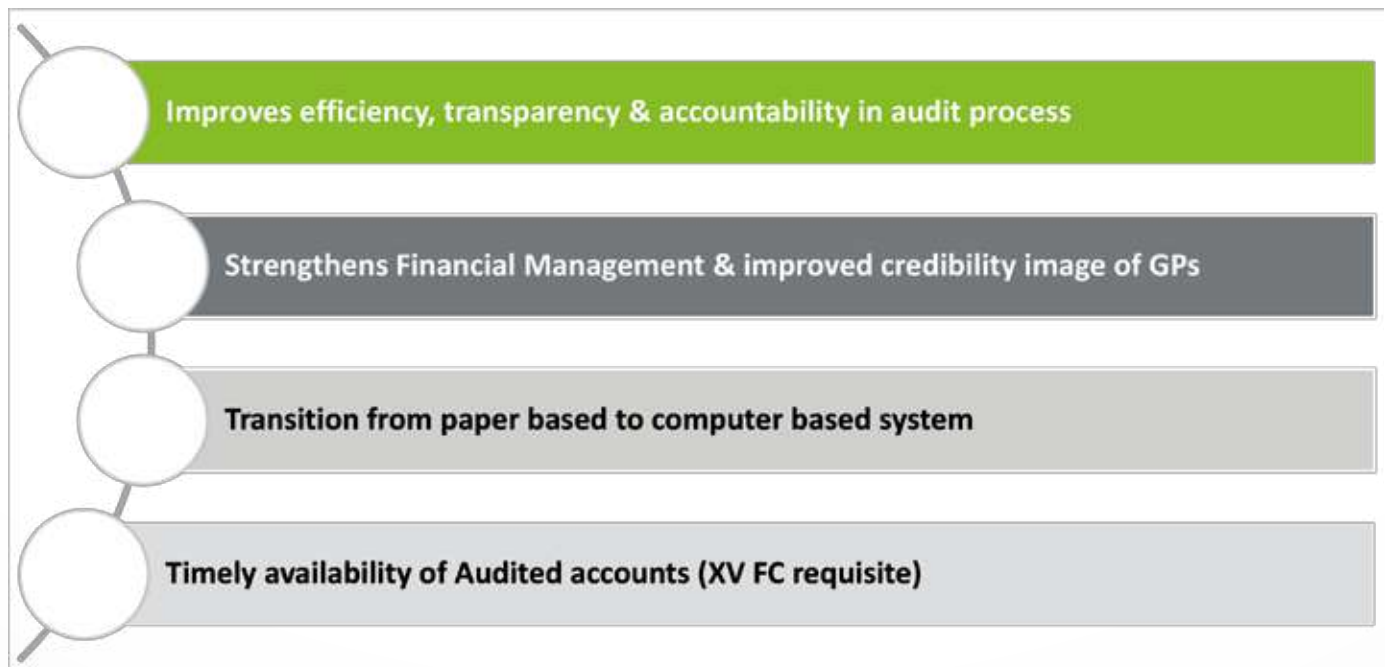 Improves efficiency, transparency & accountability in audit process
Strengthens Financial Management & improved credibility image of GPs
Transition from paper based to computer based system
Timely availability of Audited accounts (XV FC requisite)